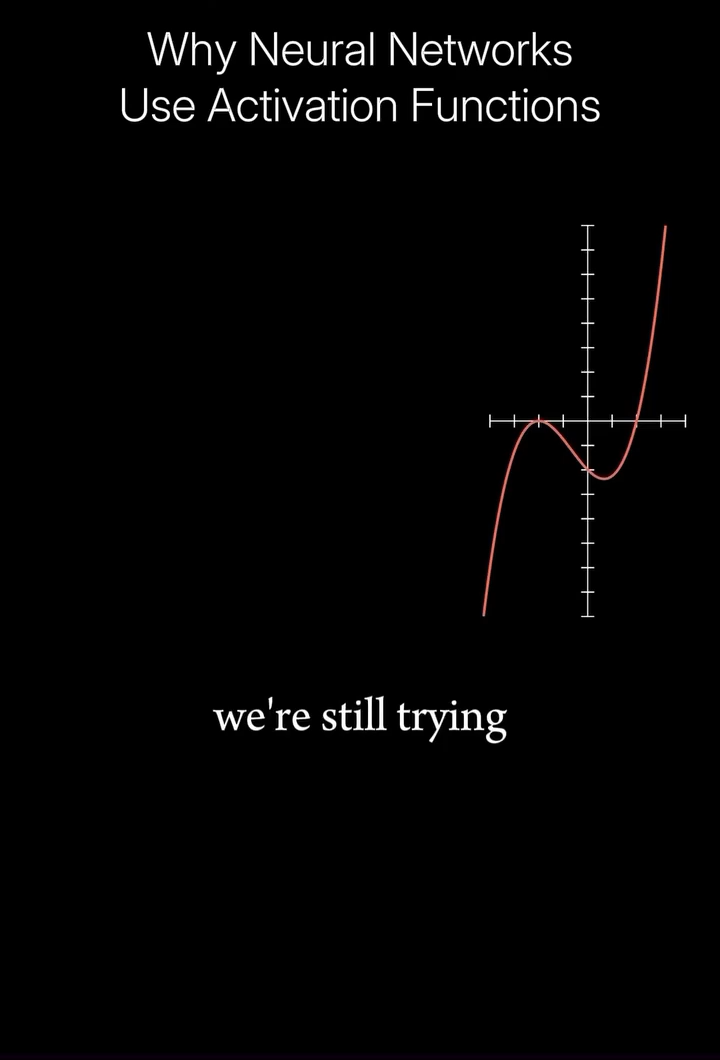 Why Neural Networks
Use Activation Functions
we're still trying